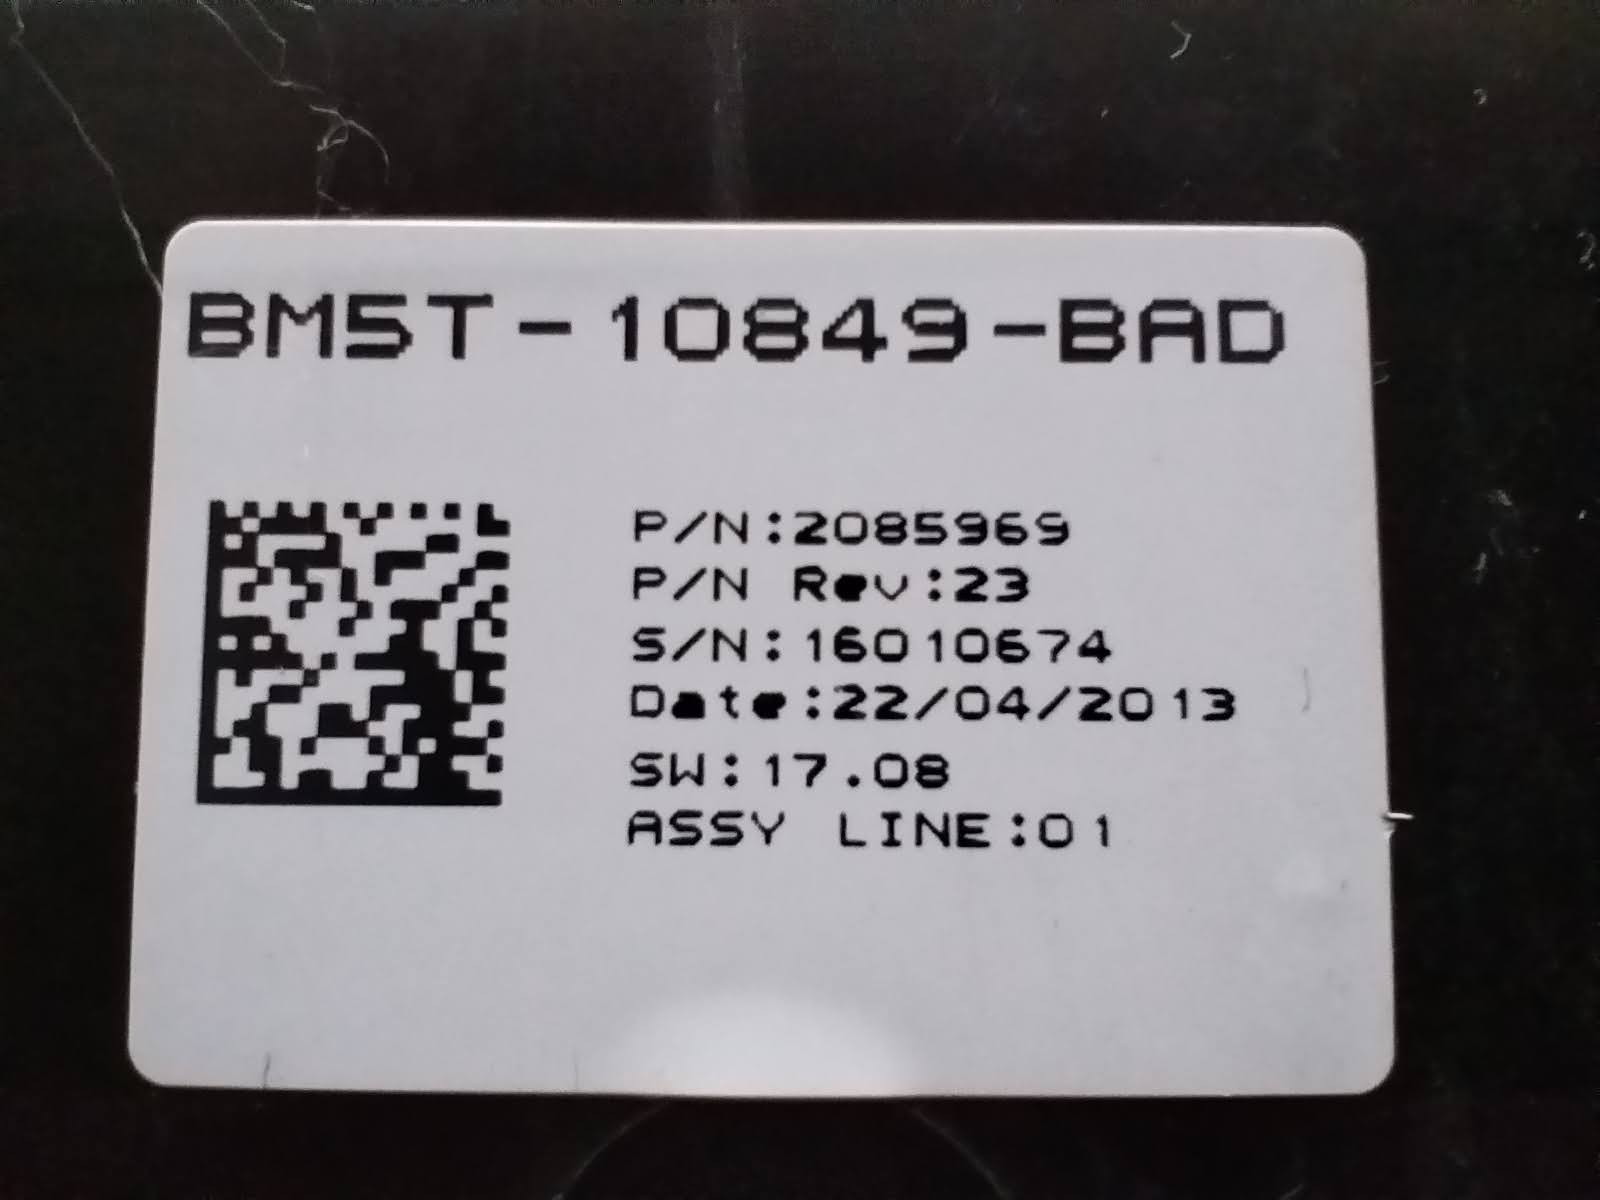 BM5T-10849-BAD
P/N:2085969
P/N Rev:23
S/N:16010674
Date:22/04/2013
SW:17.08
ASSY LINE:01